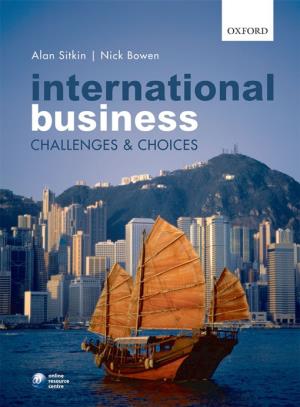 OXFORD
Alan Sitkin | Nick Bowen
international
business
CHALLENGES & CHOICES
online
resource
centre